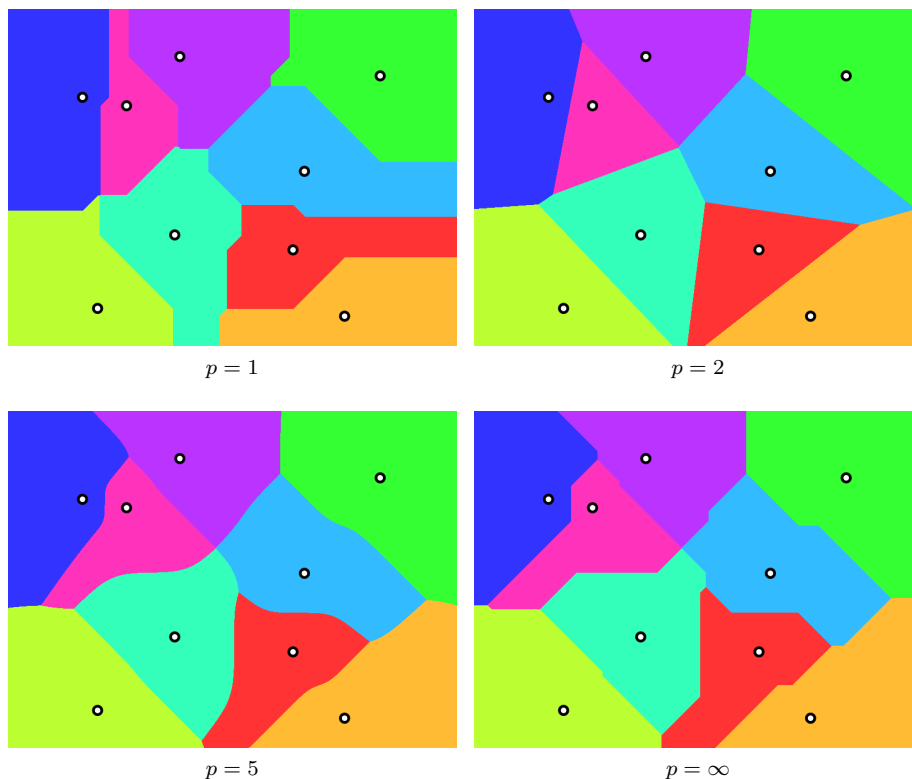 p = 1
p = 2
p = 5
p = ∞